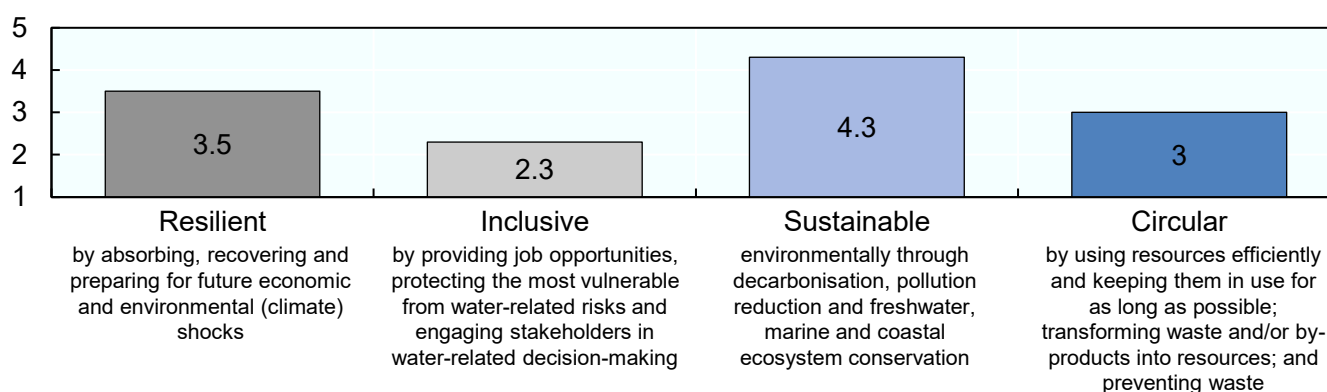 5
4
3
2
1
3.5
2.3
4.3
3
Resilient
by absorbing, recovering and
preparing for future economic
and environmental (climate)
shocks
Inclusive
by providing job opportunities,
protecting the most vulnerable
from water-related risks and
engaging stakeholders in
water-related decision-making
Sustainable
environmentally through
decarbonisation, pollution
reduction and freshwater,
marine and coastal
ecosystem conservation
Circular
by using resources efficiently
and keeping them in use for
as long as possible;
transforming waste and/or by-
products into resources; and
preventing waste